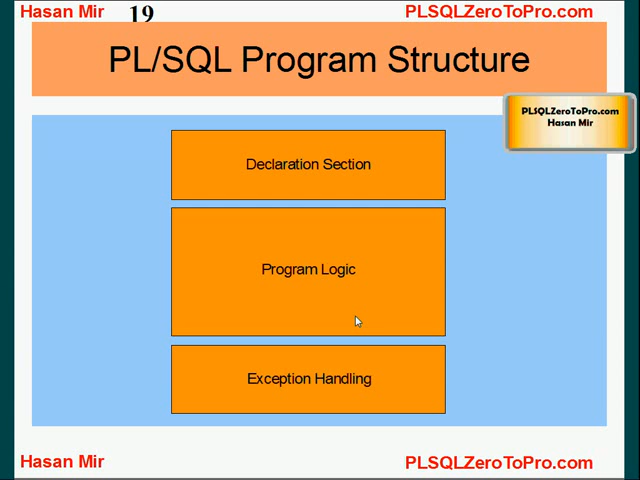 Hasan Mir
19
PLSQLZeroToPro.com
PL/SQL Program Structure
PLSQLZeroToPro.com
Hasan Mir
Declaration Section
Program Logic
Exception Handling
Hasan Mir
PLSQLZeroToPro.com